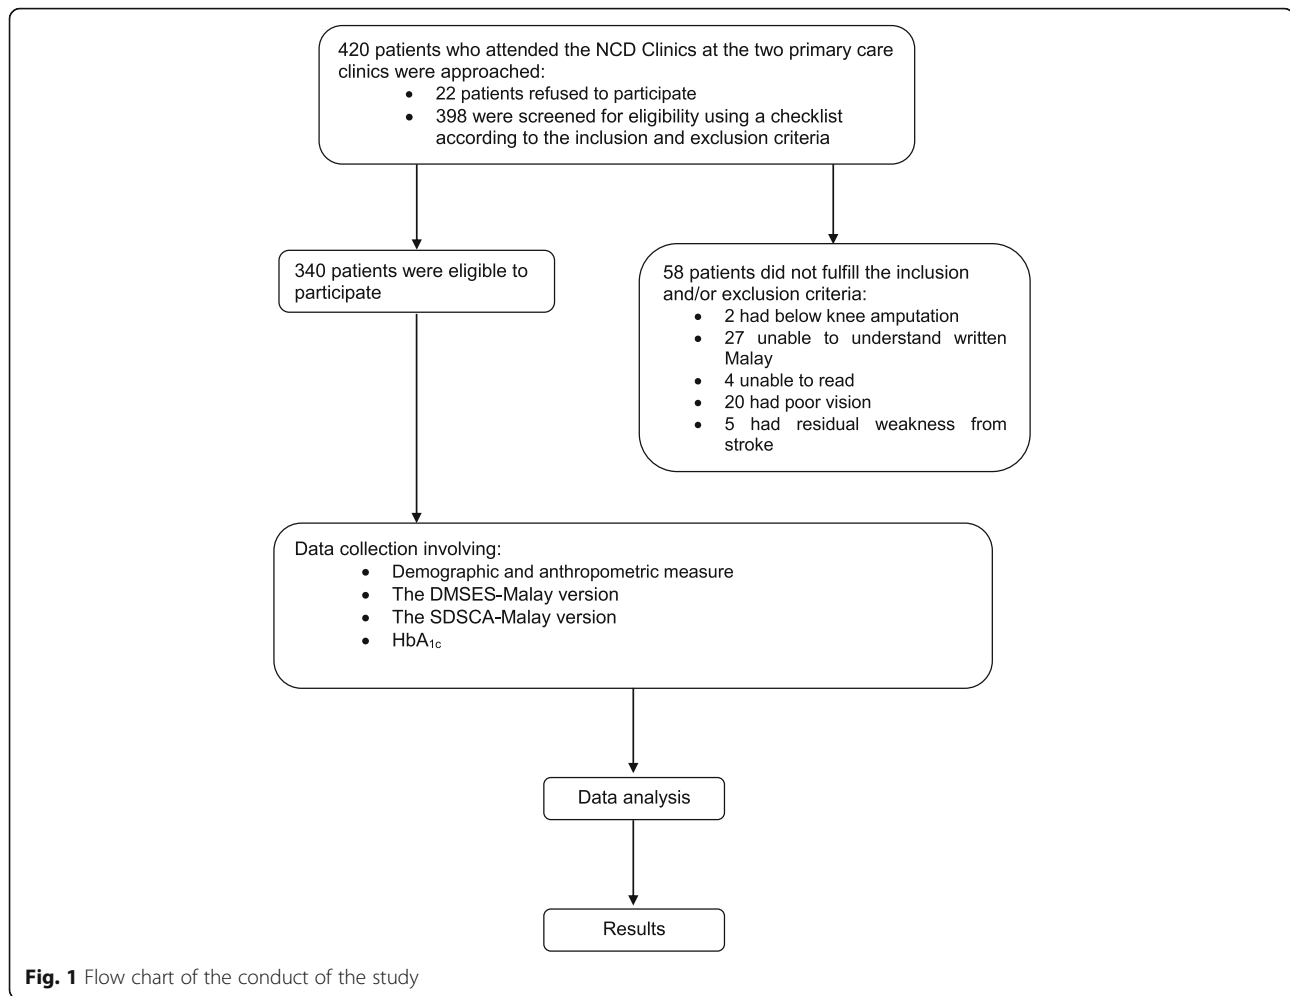 420 patients who attended the NCD Clinics at the two primary care
clinics were approached:
• 22 patients refused to participate
• 398 were screened for eligibility using a checklist
according to the inclusion and exclusion criteria
340 patients were eligible to
participate
58 patients did not fulfill the inclusion
and/or exclusion criteria:
• 2 had below knee amputation
• 27 unable to understand written
Malay
• 4 unable to read
• 20 had poor vision
• 5 had residual weakness from
stroke
Data collection involving:
• Demographic and anthropometric measure
• The DMSES-Malay version
• The SDSCA-Malay version
• HbA1c
Data analysis
Results
Fig. 1 Flow chart of the conduct of the study